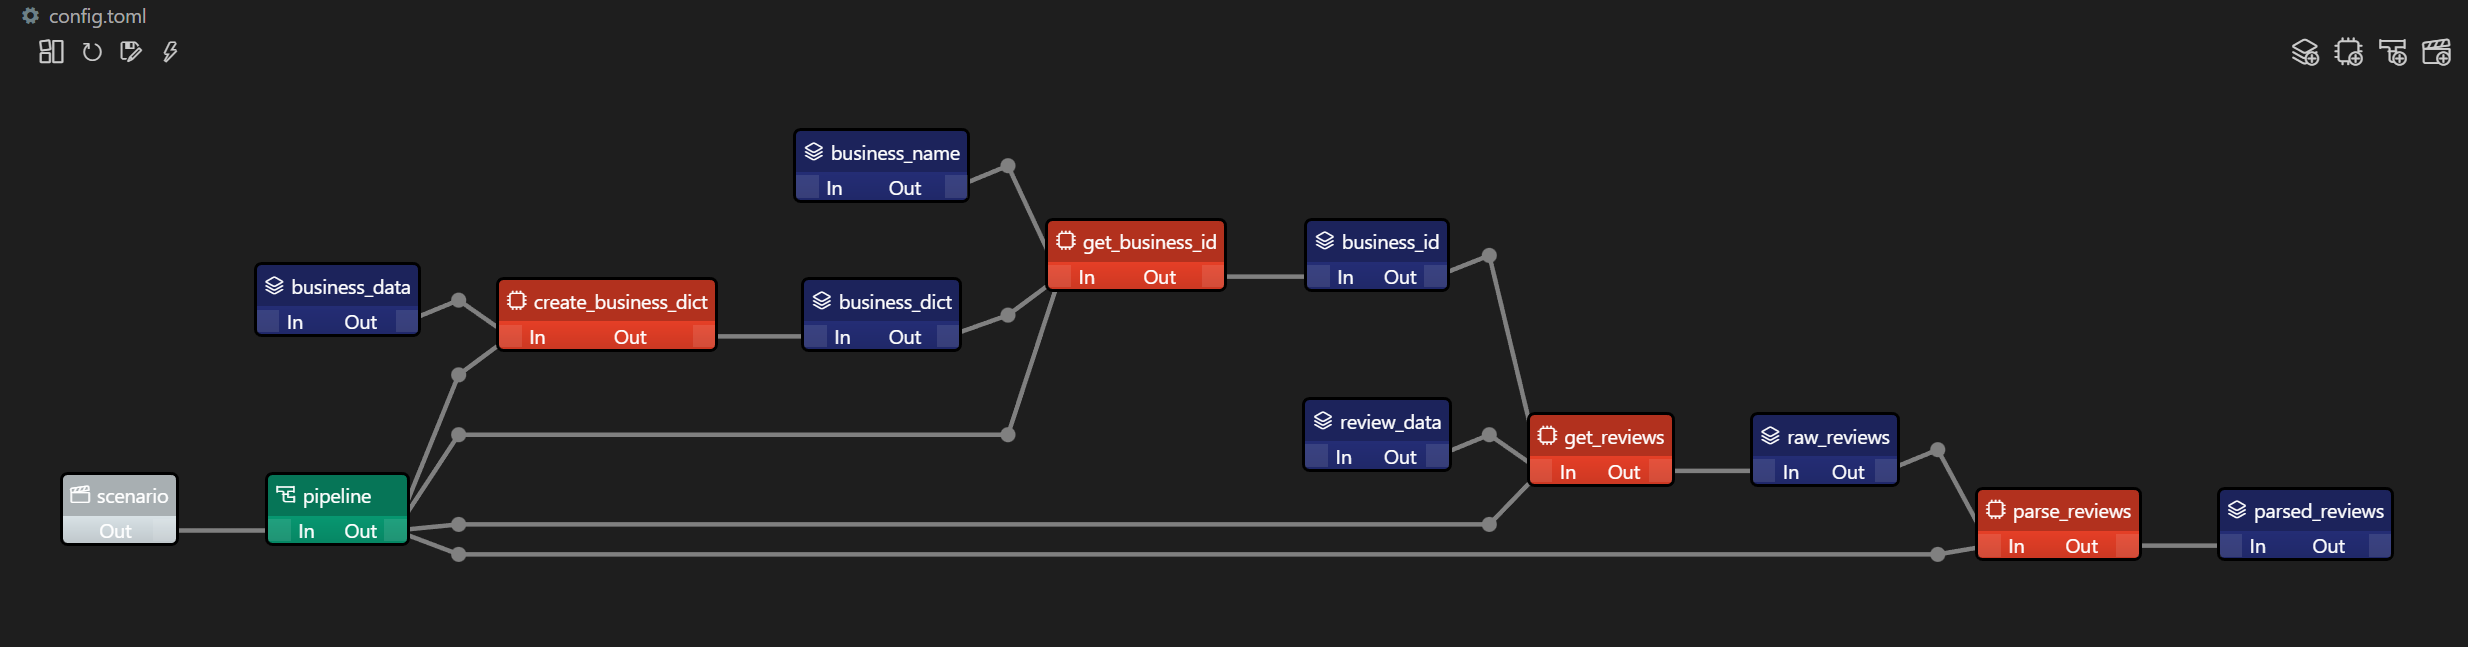 config.toml
business_name
In Out
get_business_id
In Out
business_id
In Out
business_data
In Out
create_business_dict
In Out
business_dict
In Out
review_data
In Out
get_reviews
In Out
raw_reviews
In Out
scenario
Out
pipeline
In Out
parse_reviews
In Out
parsed_reviews
In Out